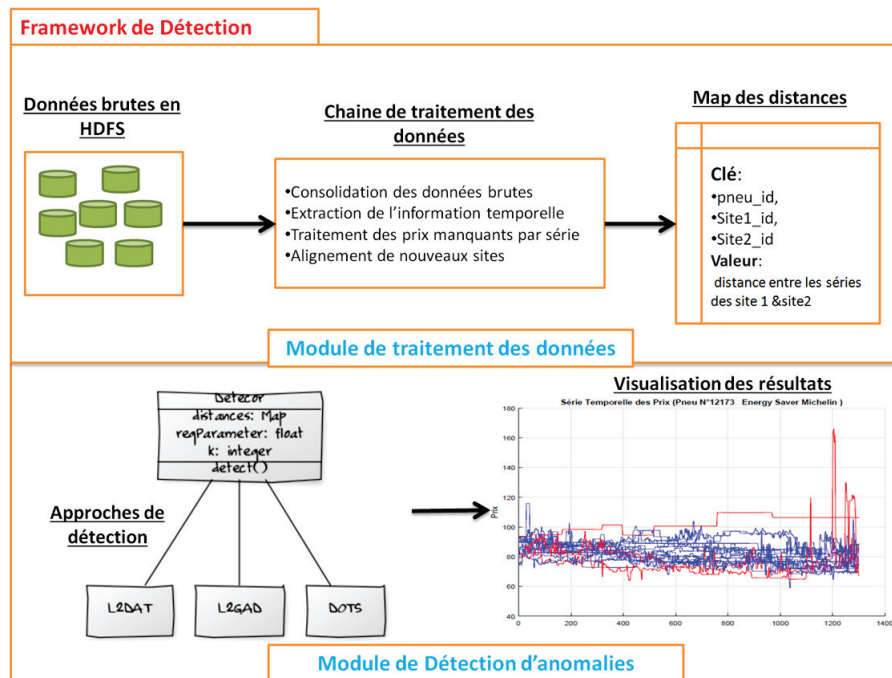 Framework de Détection
Données brutes en
HDFS
Chaine de traitement des
données
•Consolidation des données brutes
•Extraction de l'information temporelle
•Traitement des prix manquants par série
•Alignement de nouveaux sites
Map des distances
Clé:
•pneu_id,
•Site1_id,
•Site2_id
Valeur:
distance entre les séries
des site 1 &site2
Module de traitement des données
Detecor
distances: Map
regParameter: float
k: integer
detect()
Approches de
détection
L2DAT
L2GAD
DOTS
Visualisation des résultats
Série Temporelle des Prix (Pneu N°12173 Energy Saver Michelin )
Prix
180
160
140
120
100
80
60
40
0
200
400
600
800
1000
1200
1400
Module de Détection d'anomalies